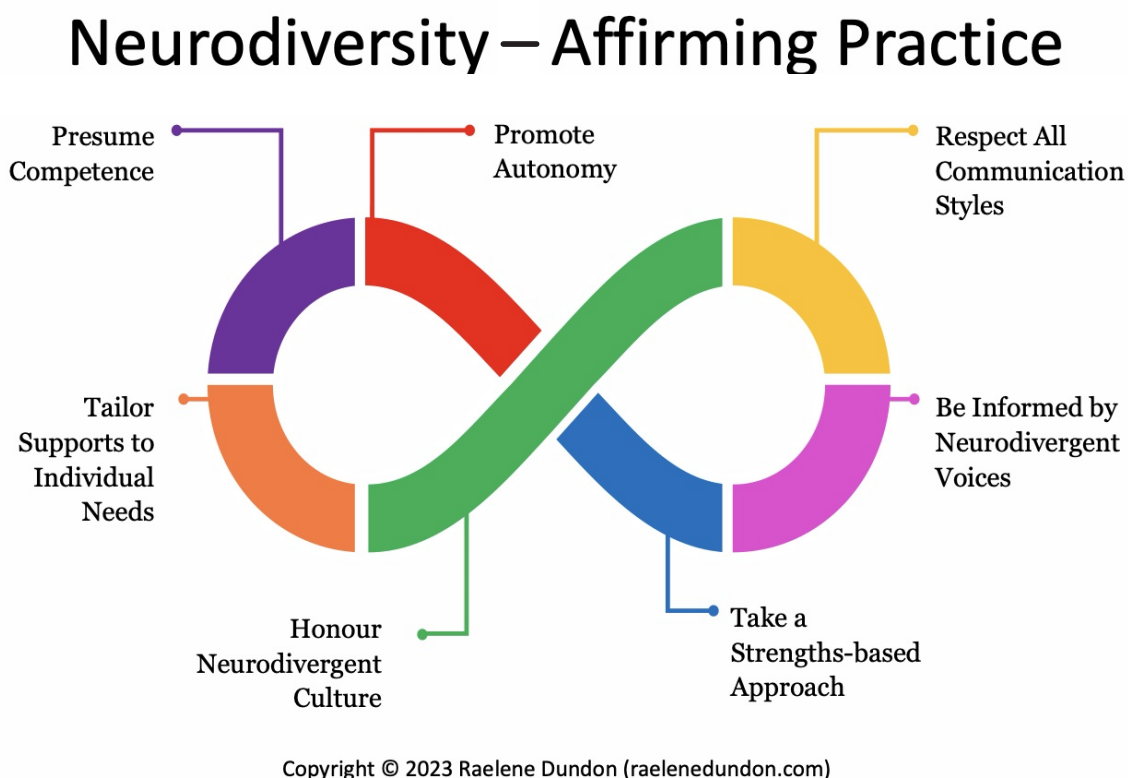 Neurodiversity – Affirming Practice
Presume
Competence
Promote
Autonomy
Respect All
Communication
Styles
Tailor
Supports to
Individual
Needs
Be Informed by
Neurodivergent
Voices
Honour
Neurodivergent
Culture
Take a
Strengths-based
Approach
Copyright © 2023 Raelene Dundon (raelenedundon.com)